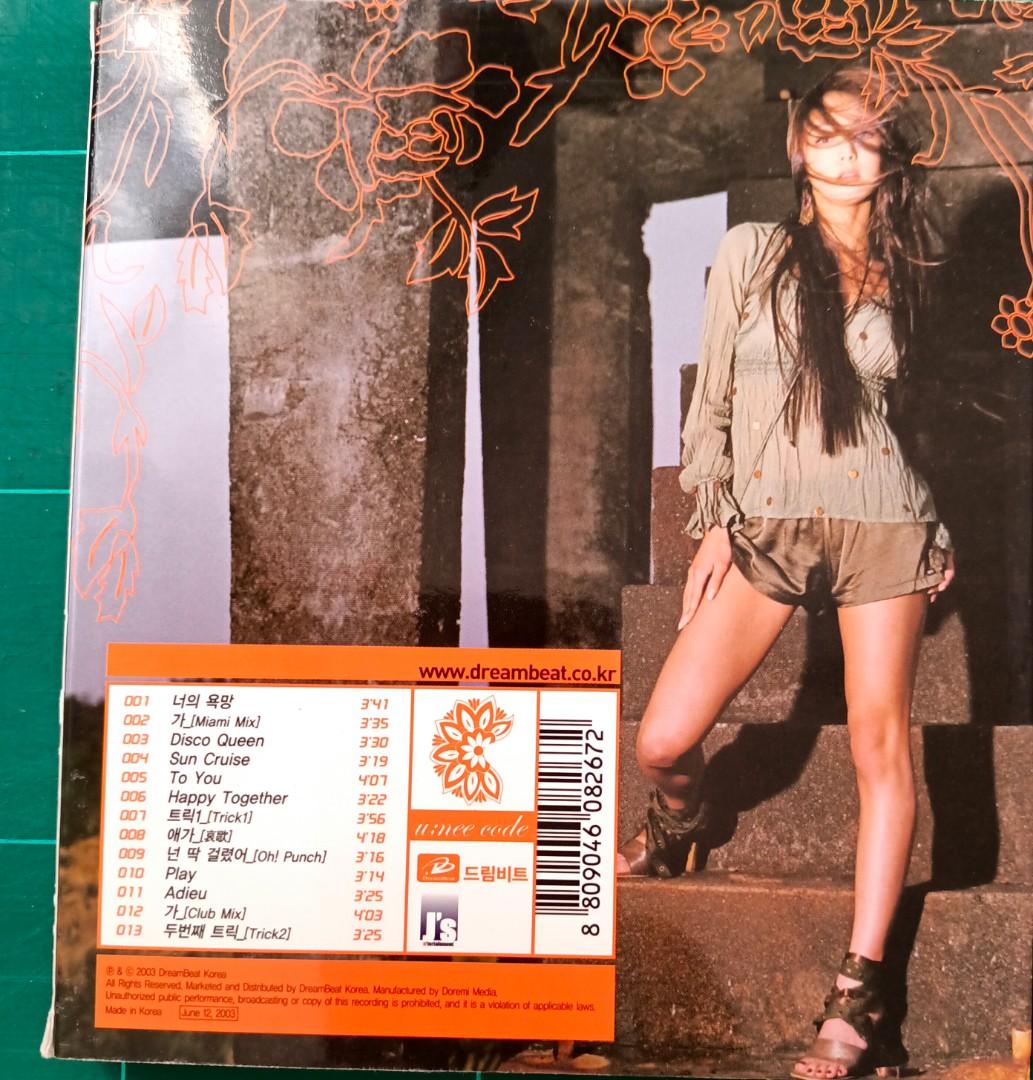 www.dreambeat.co.kr
001 너의 욕망 3'41
002 가_[Miami Mix] 3'35
003 Disco Queen 3'30
004 Sun Cruise 3'19
005 To You 4'07
006 Happy Together 3'22
007 트릭1_[Trick1] 3'56
008 애가_[哀歌] 4'18
009 넌 딱 걸렸어_[Oh! Punch] 3'16
010 Play 3'14
011 Adieu 3'25
012 가_[Club Mix] 4'03
013 두번째 트릭_[Trick2] 3'25
u:nee code
드림비트
J's
8 809046 082672
℗ & © 2003 DreamBeat Korea
All Rights Reserved. Marketed and Distributed by DreamBeat Korea. Manufactured by Doremi Media.
Unauthorized public performance, broadcasting or copy of this recording is prohibited, and it is a violation of applicable laws.
Made in Korea June 12, 2003